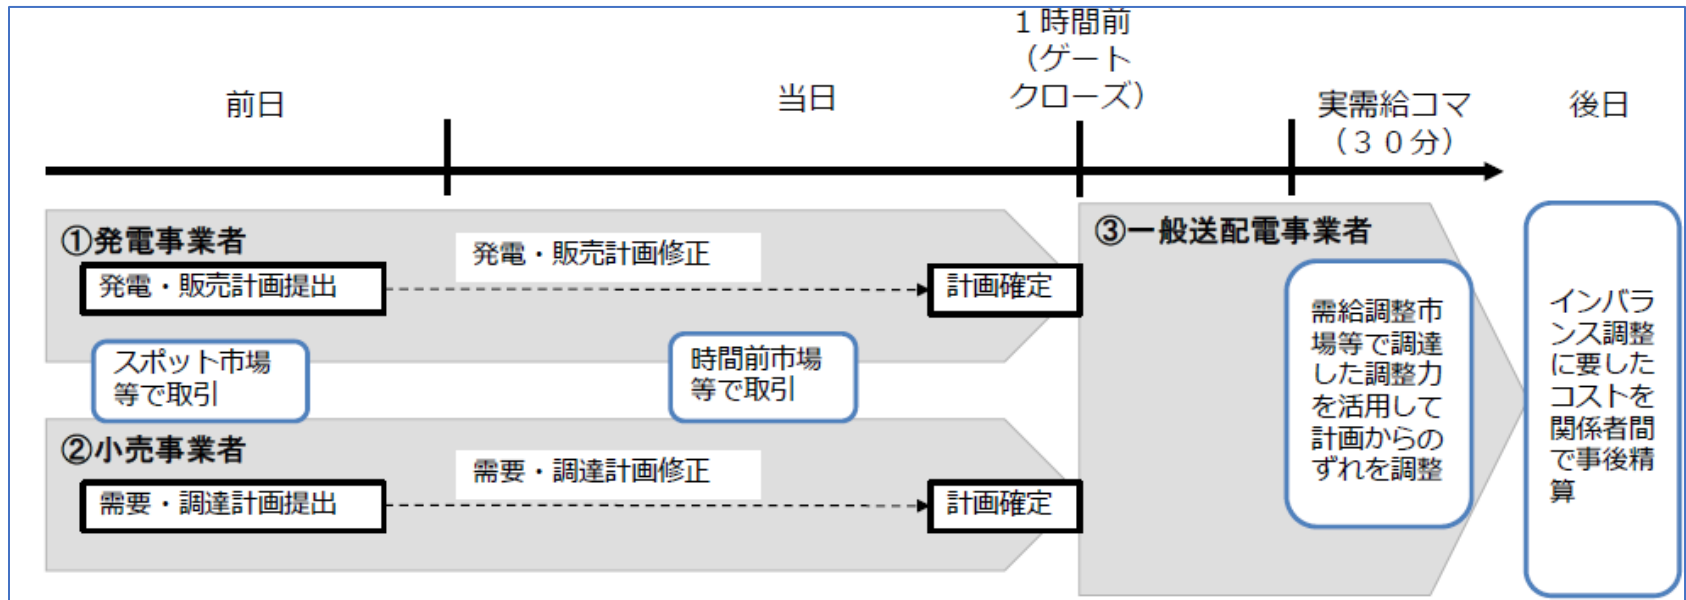 前日
当日
１時間前
（ゲート
クローズ）
実需給コマ
（３０分）
後日
①発電事業者
発電・販売計画提出
発電・販売計画修正
計画確定
スポット市場
等で取引
時間前市場
等で取引
②小売事業者
需要・調達計画提出
需要・調達計画修正
計画確定
③一般送配電事業者
需給調整市
場等で調達
した調整力
を活用して
計画からの
ずれを調整
インバラ
ンス調整
に要した
コストを
関係者間
で事後精
算